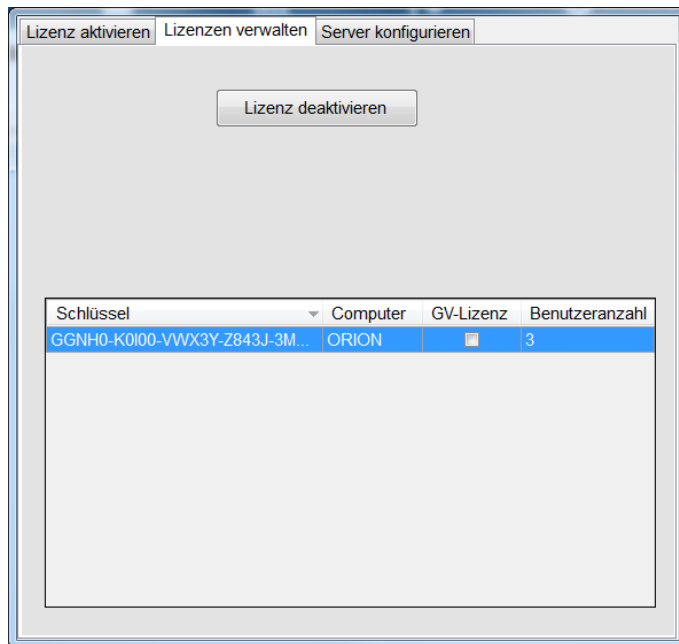 Lizenz aktivieren Lizenzen verwalten Server konfigurieren
Lizenz deaktivieren
Schlüssel Computer GV-Lizenz Benutzeranzahl
GGNH0-K0I00-VWX3Y-Z843J-3M... ORION 3